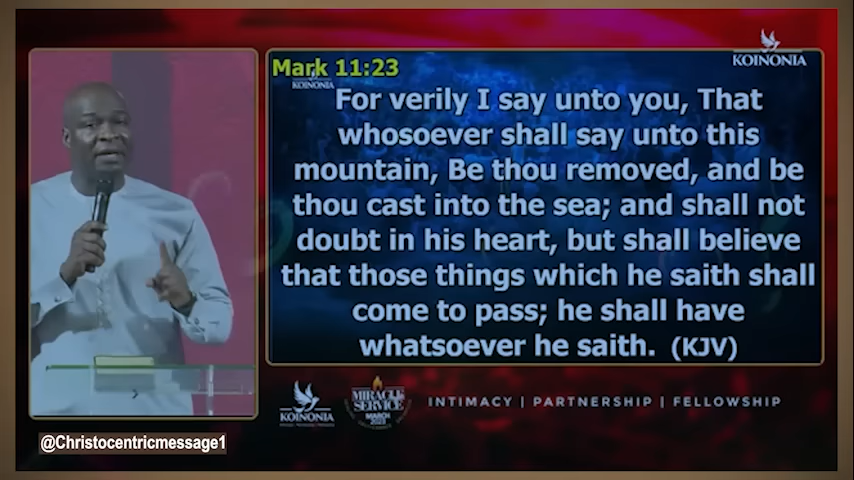 Mark 11:23
KOINONIA
KOINONIA
For verily I say unto you, That
whosoever shall say unto this
mountain, Be thou removed, and be
thou cast into the sea; and shall not
doubt in his heart, but shall believe
that those things which he saith shall
come to pass; he shall have
whatsoever he saith. (KJV)
KOINONIA
MIRACLE
SERVICE
MARCH
2023
INTIMACY | PARTNERSHIP | FELLOWSHIP
@Christocentricmessage1